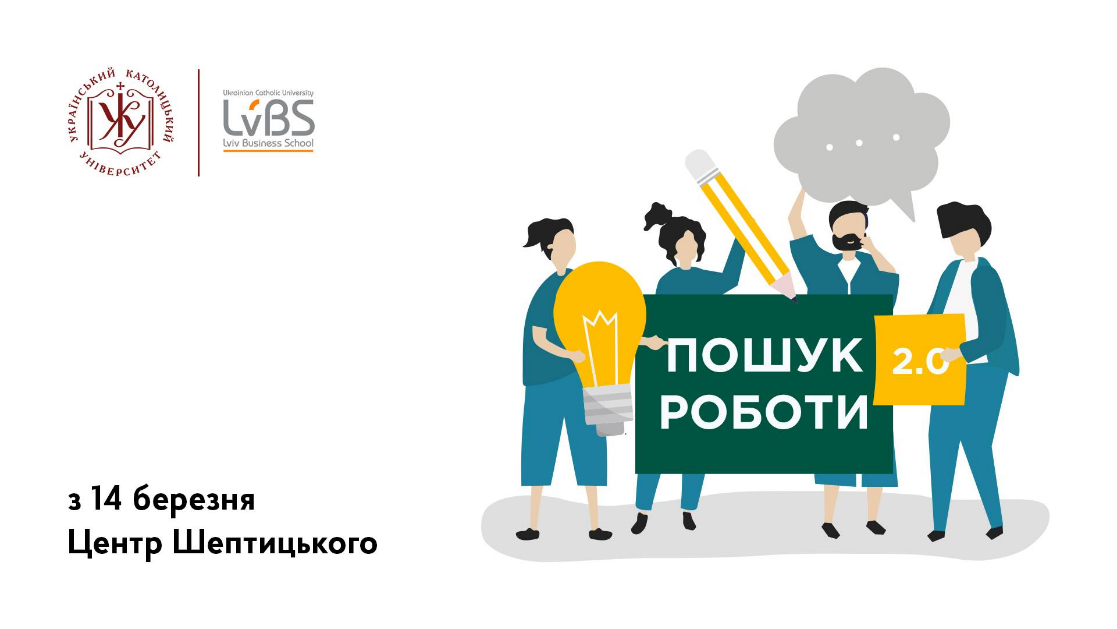 УКРАЇНСЬКИЙ КАТОЛИЦЬКИЙ
УНІВЕРСИТЕТ
Ukrainian Catholic University
LvBS
Lviv Business School
ПОШУК
РОБОТИ
2.0
з 14 березня
Центр Шептицького